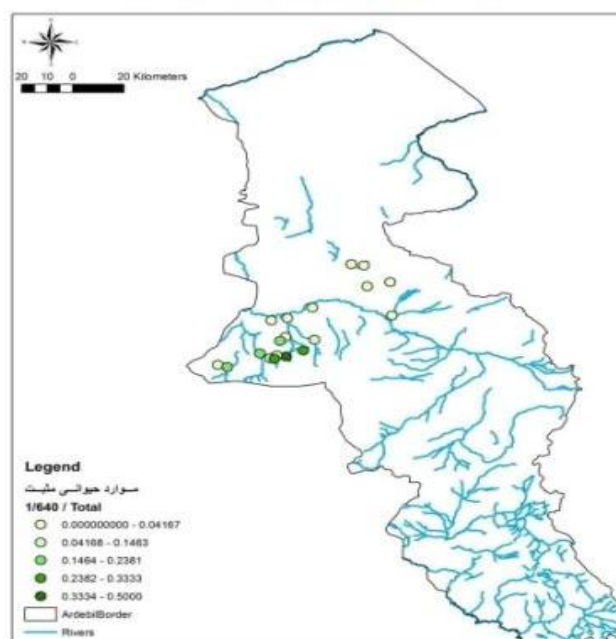 20 10 0 20 Kilometers
Legend
موارد حیوانی مثبت
1/640 / Total
0.000000000 - 0.04167
0.04168 - 0.1463
0.1464 - 0.2381
0.2382 - 0.3333
0.3334 - 0.5000
ArdebilBorder
Rivers